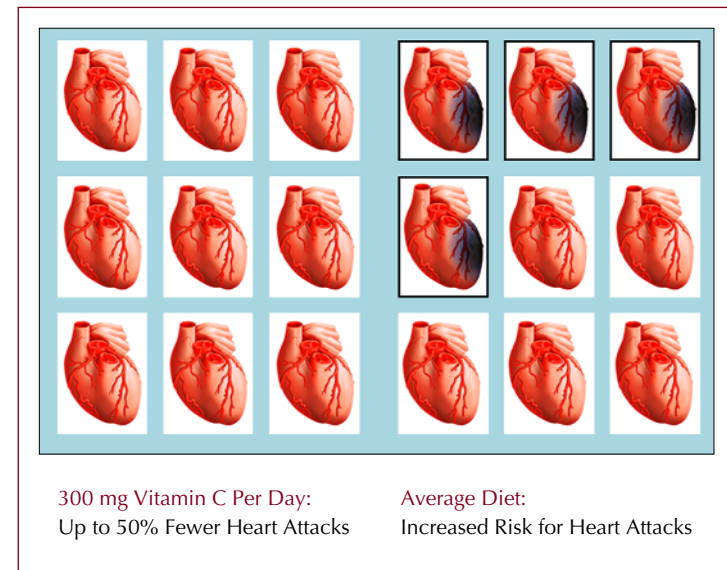 300 mg Vitamin C Per Day:
Up to 50% Fewer Heart Attacks
Average Diet:
Increased Risk for Heart Attacks